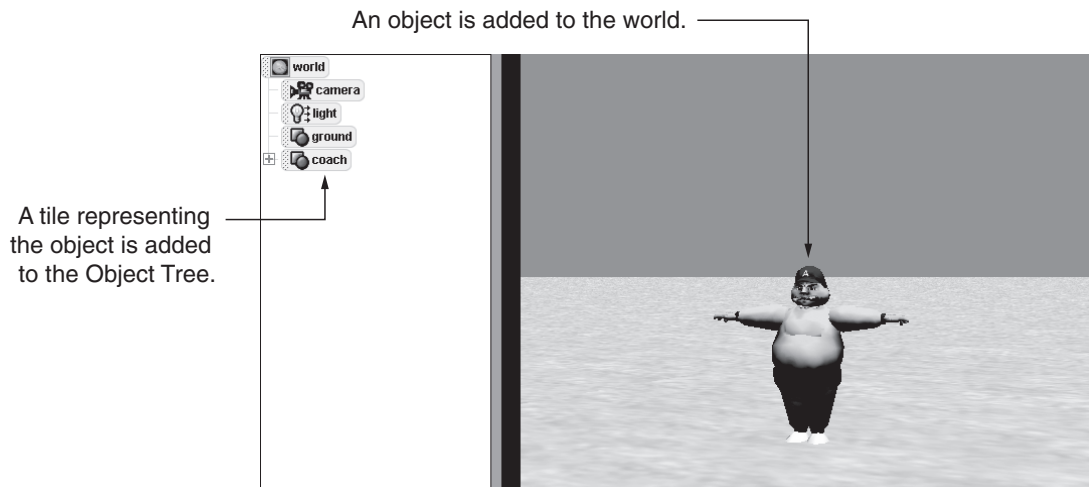 An object is added to the world.
world
camera
light
ground
coach
A tile representing
the object is added
to the Object Tree.
A